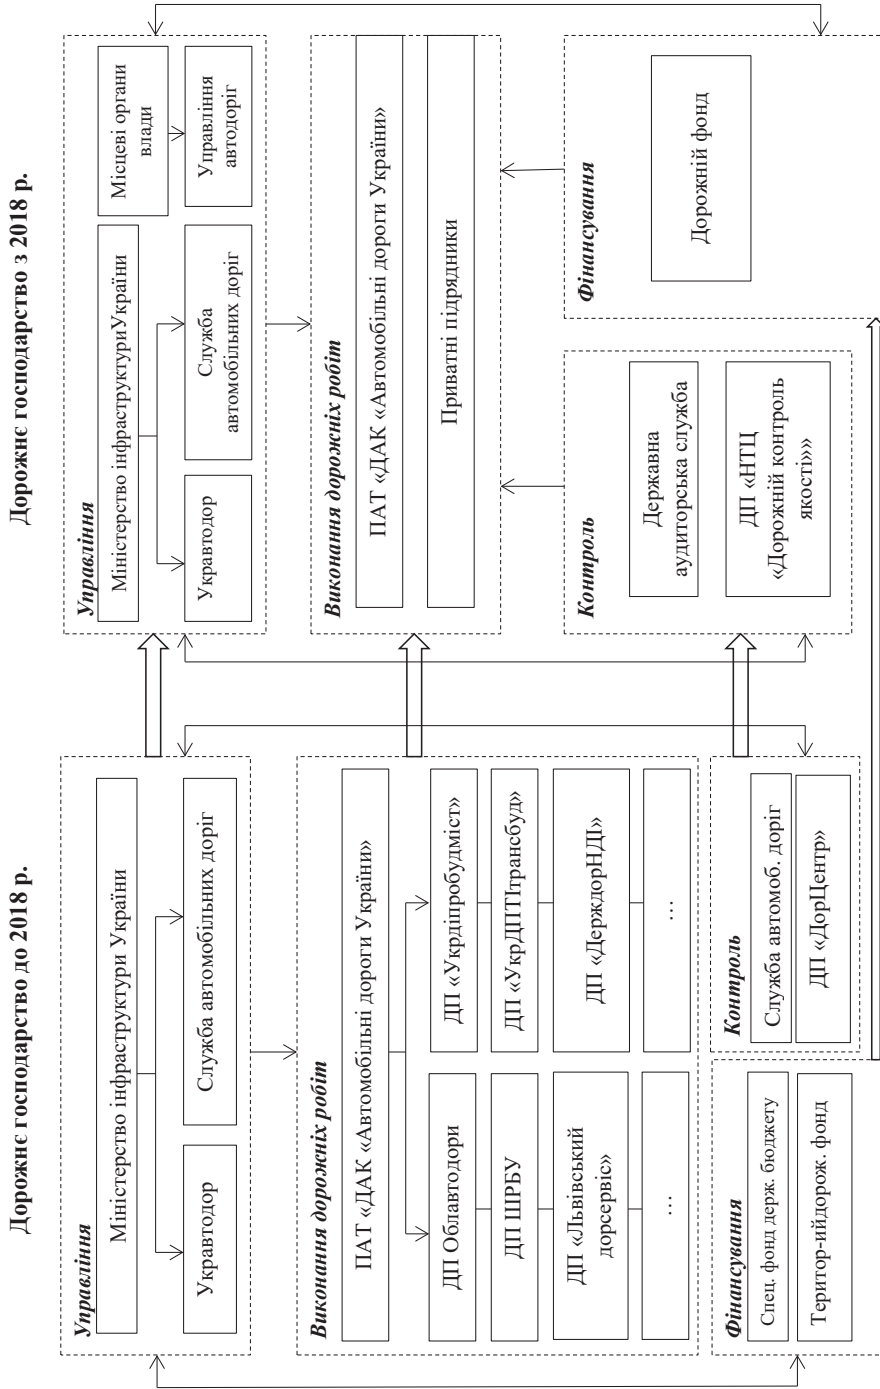 Дорожнє господарство до 2018 р.
Управління
Міністерство інфраструктури України
Укравтодор
Служба автомобільних доріг
Виконання дорожніх робіт
ПАТ «ДАК «Автомобільні дороги України»
ДП Облавтодори
ДП ШРБУ
ДП «Львівський
дорсервіс»
…
ДП «Укрдіпробудміст»
ДП «УкрДПТІтрансбуд»
ДП «ДерждорНДІ»
…
Фінансування
Спец. фонд держ. бюджету
Територ-ийдорож. фонд
Контроль
Служба автомоб. доріг
ДП «ДорЦентр»
Дорожнє господарство з 2018 р.
Управління
Міністерство інфраструктуриУкраїни
Укравтодор
Служба
автомобільних доріг
Місцеві органи
влади
Управління
автодоріг
Виконання дорожніх робіт
ПАТ «ДАК «Автомобільні дороги України»
Приватні підрядники
Контроль
Державна
аудиторська служба
ДП «НТЦ
«Дорожній контроль
якості»»
Фінансування
Дорожній фонд